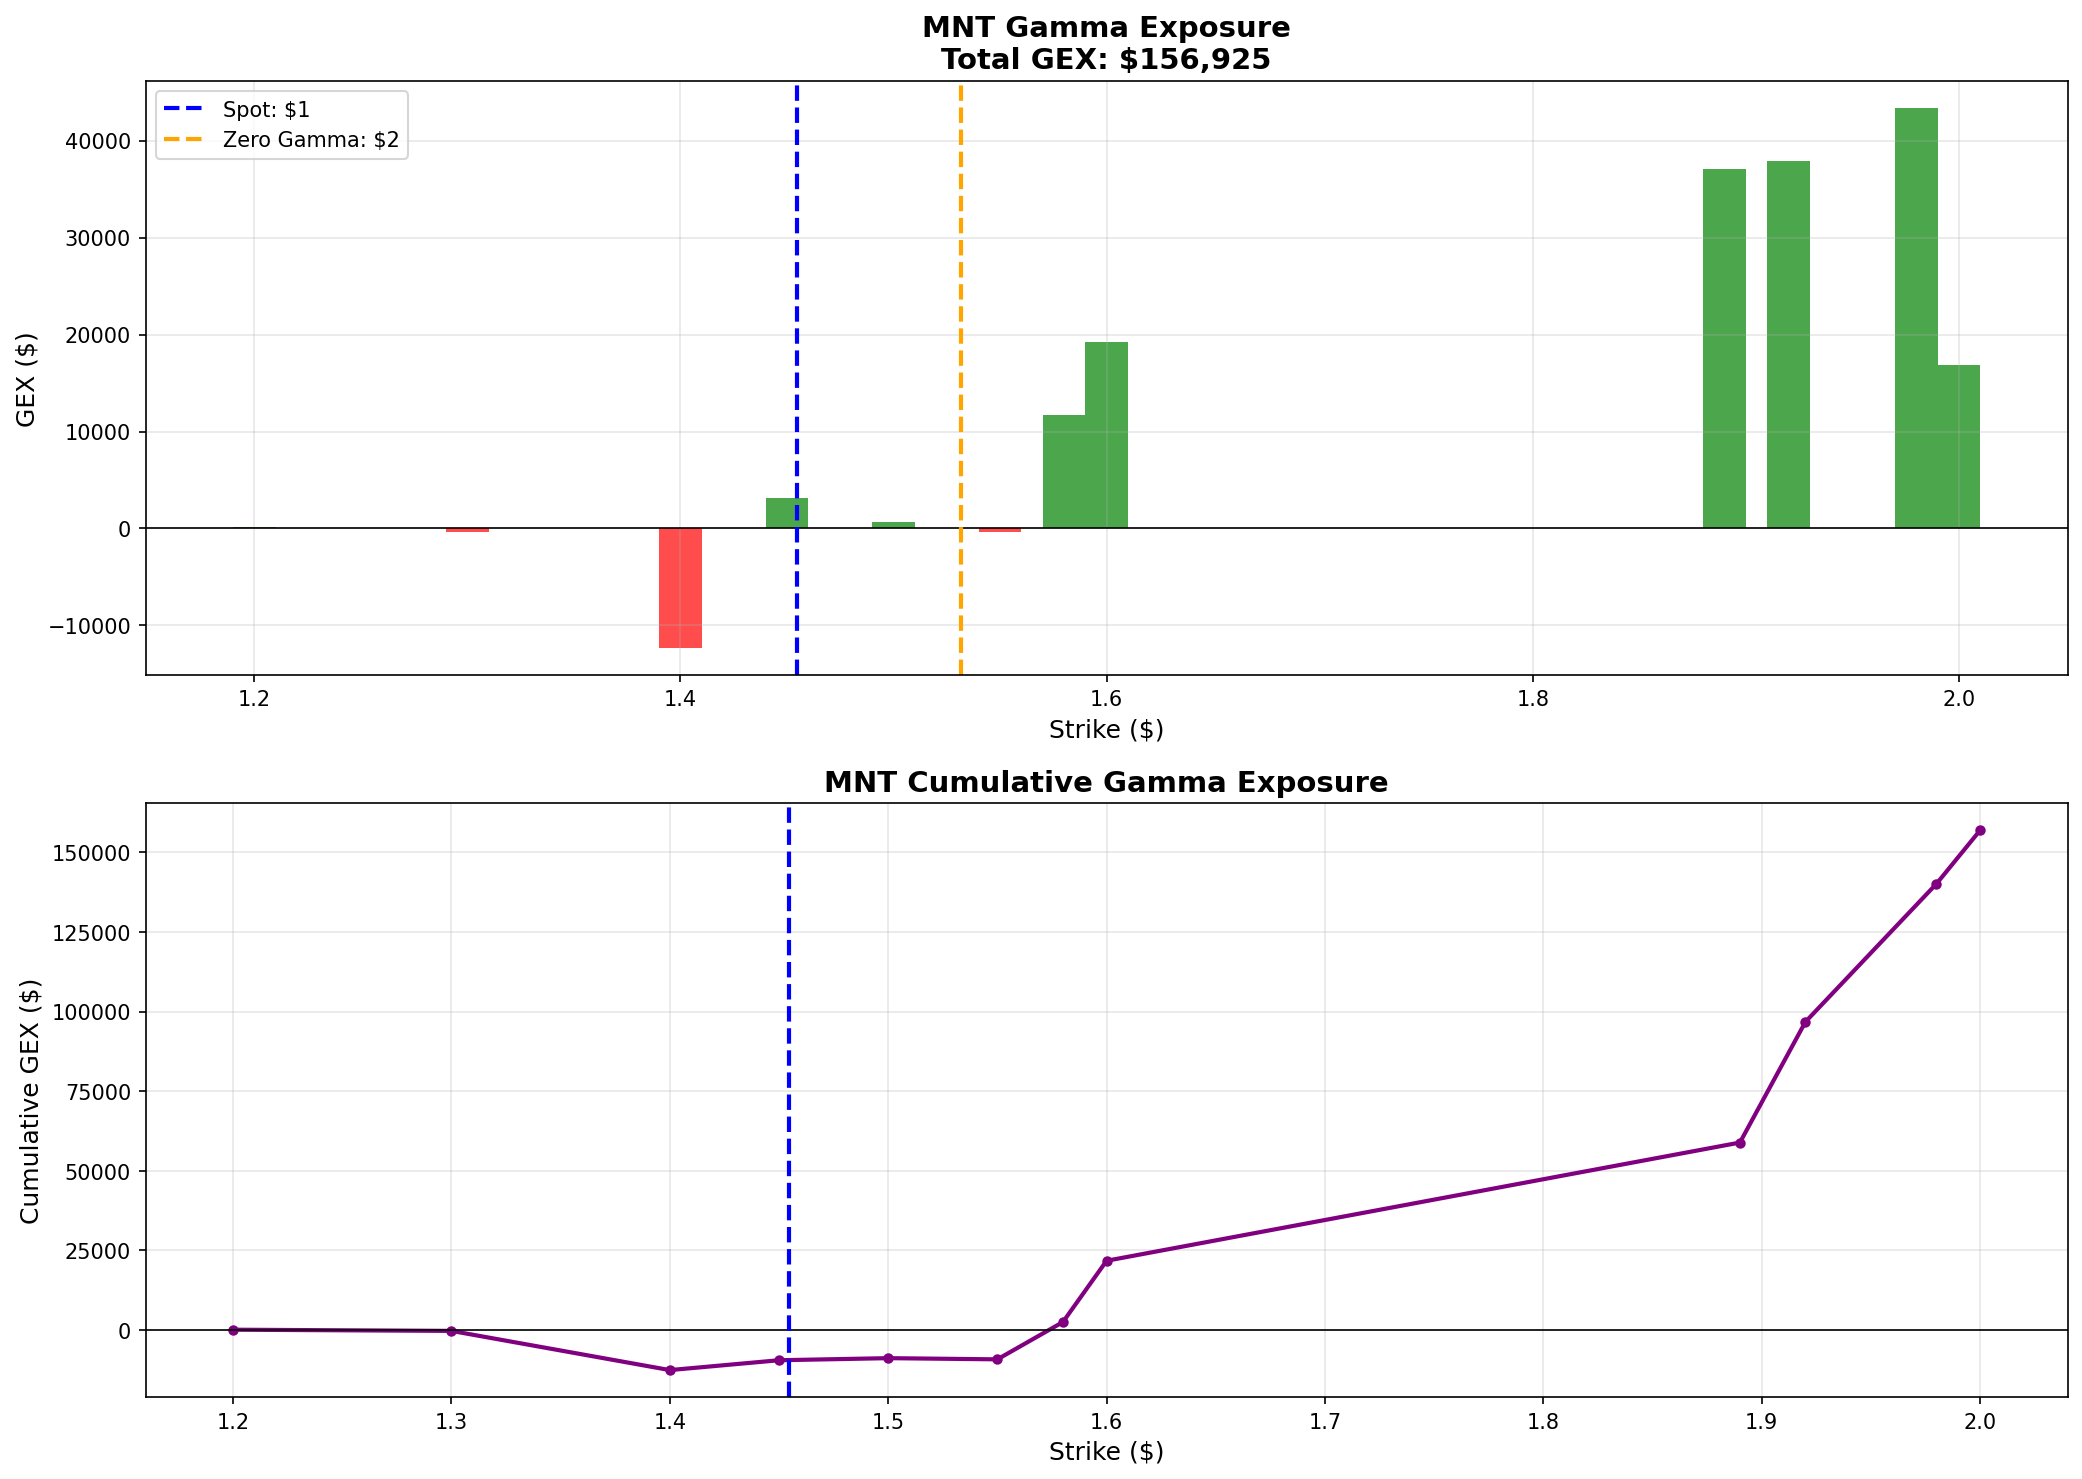 MNT Gamma Exposure
Total GEX: $156,925
Spot: $1
Zero Gamma: $2
GEX ($)
40000
30000
20000
10000
0
−10000
1.2 1.4 1.6 1.8 2.0
Strike ($)
MNT Cumulative Gamma Exposure
Cumulative GEX ($)
150000
125000
100000
75000
50000
25000
0
1.2 1.3 1.4 1.5 1.6 1.7 1.8 1.9 2.0
Strike ($)